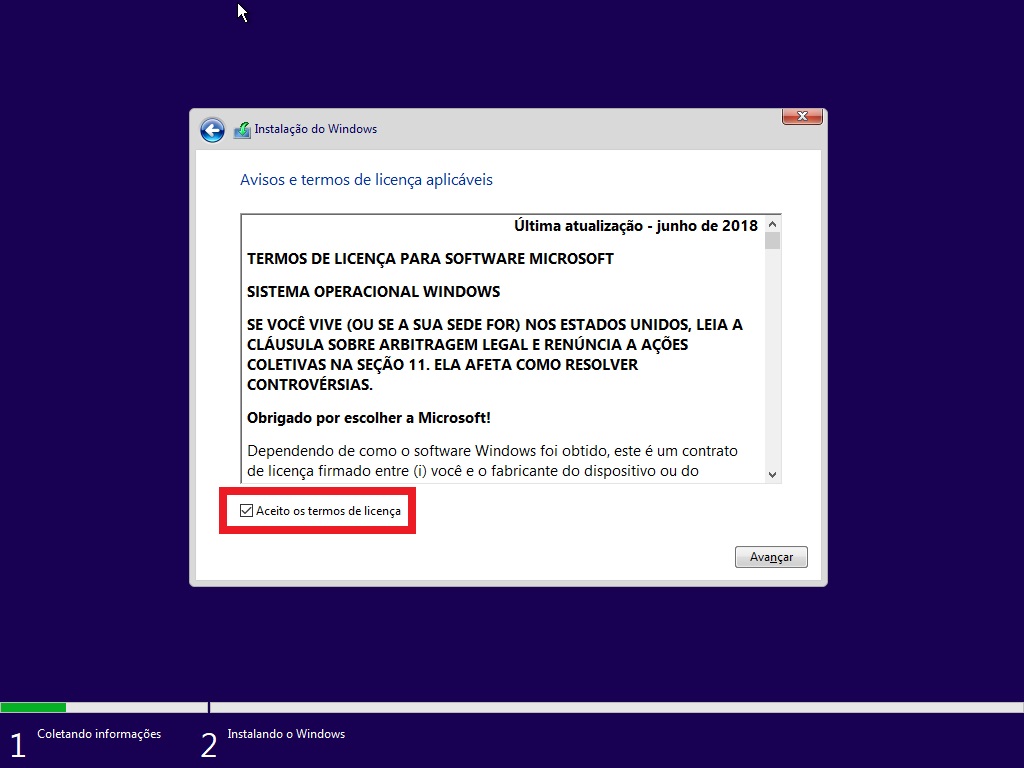 Instalação do Windows
Avisos e termos de licença aplicáveis
Última atualização - junho de 2018
TERMOS DE LICENÇA PARA SOFTWARE MICROSOFT
SISTEMA OPERACIONAL WINDOWS
SE VOCÊ VIVE (OU SE A SUA SEDE FOR) NOS ESTADOS UNIDOS, LEIA A
CLÁUSULA SOBRE ARBITRAGEM LEGAL E RENÚNCIA A AÇÕES
COLETIVAS NA SEÇÃO 11. ELA AFETA COMO RESOLVER
CONTROVÉRSIAS.
Obrigado por escolher a Microsoft!
Dependendo de como o software Windows foi obtido, este é um contrato
de licença firmado entre (i) você e o fabricante do dispositivo ou do
Aceito os termos de licença
Avançar
1 Coletando informações
2 Instalando o Windows